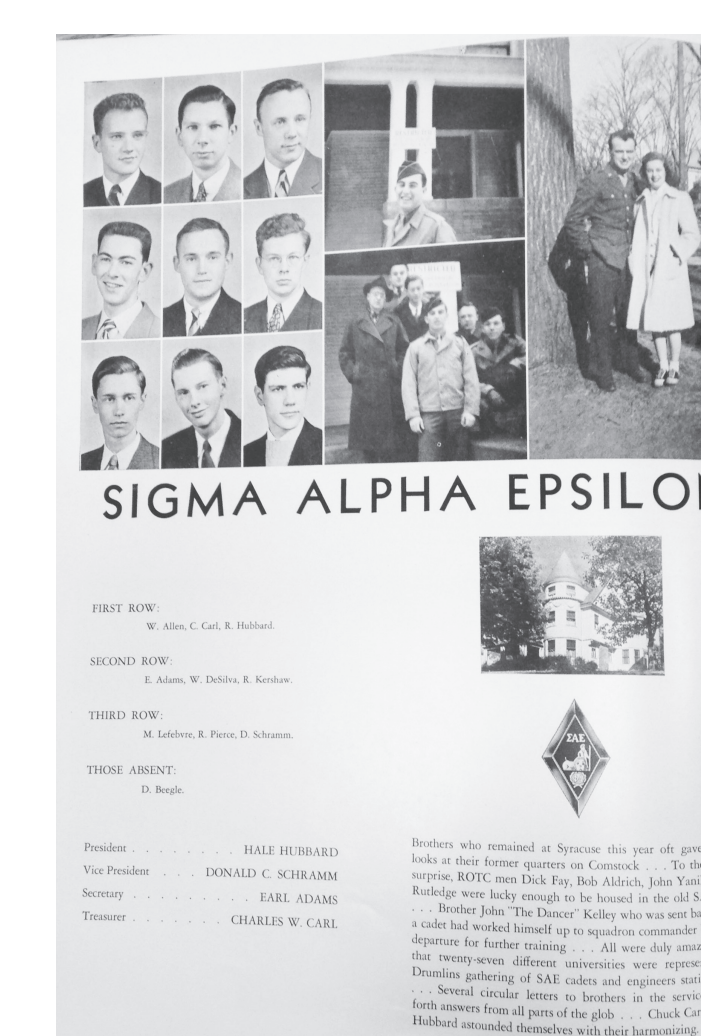 SIGMA ALPHA EPSILO
FIRST ROW:
W. Allen, C. Carl, R. Hubbard.
SECOND ROW:
E. Adams, W. DeSilva, R. Kershaw.
THIRD ROW:
M. Lefebvre, R. Pierce, D. Schramm.
THOSE ABSENT:
D. Beegle.
President . . . . . . . . HALE HUBBARD
Vice President . . . DONALD C. SCHRAMM
Secretary . . . . . . . . . EARL ADAMS
Treasurer . . . . . . . CHARLES W. CARL
ΣΑΕ
Brothers who remained at Syracuse this year oft gave
looks at their former quarters on Comstock . . . To the
surprise, ROTC men Dick Fay, Bob Aldrich, John Yani
Rutledge were lucky enough to be housed in the old S.
. . . Brother John "The Dancer" Kelley who was sent ba
a cadet had worked himself up to squadron commander
departure for further training . . . All were duly amaz
that twenty-seven different universities were represe
Drumlins gathering of SAE cadets and engineers stati
. . . Several circular letters to brothers in the servic
forth answers from all parts of the glob . . . Chuck Car
Hubbard astounded themselves with their harmonizing.